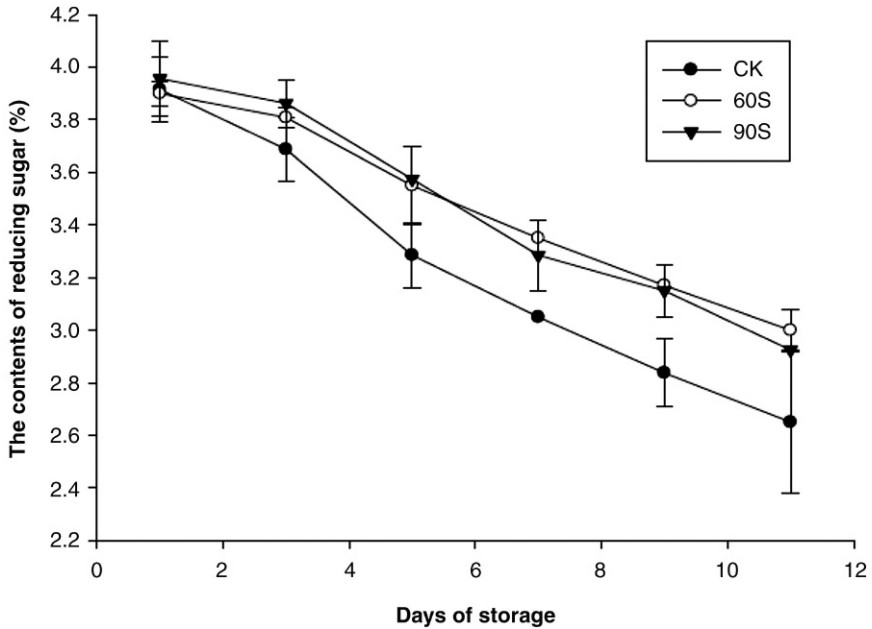 4.2
4.0
3.8
3.6
3.4
3.2
3.0
2.8
2.6
2.4
2.2
The contents of reducing sugar (%)
CK
60S
90S
0 2 4 6 8 10 12
Days of storage